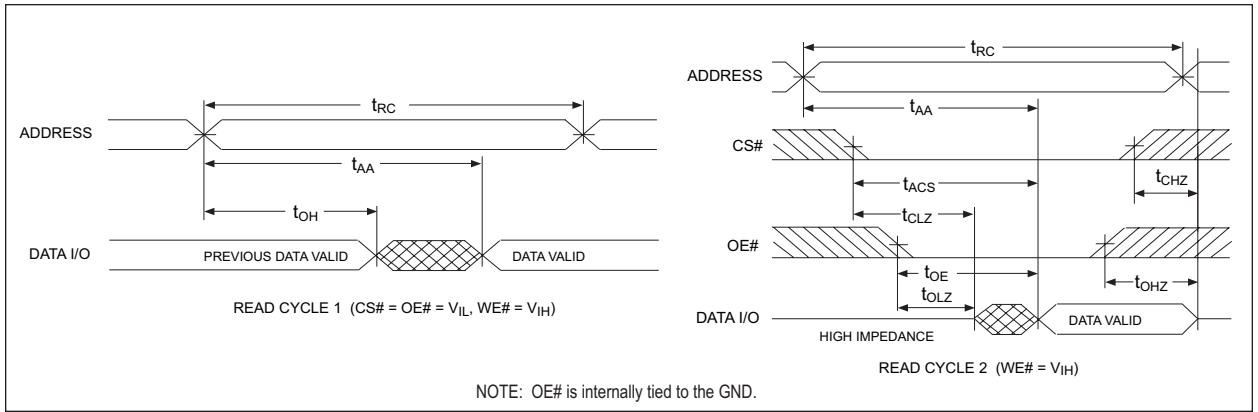 tRC
ADDRESS
tAA
tOH
DATA I/O
PREVIOUS DATA VALID
DATA VALID
READ CYCLE 1 (CS# = OE# = VIL, WE# = VIH)
tRC
ADDRESS
tAA
CS#
tCHZ
tACS
tCLZ
OE#
tOE
tOHZ
tOLZ
DATA I/O
HIGH IMPEDANCE
DATA VALID
READ CYCLE 2 (WE# = VIH)
NOTE: OE# is internally tied to the GND.